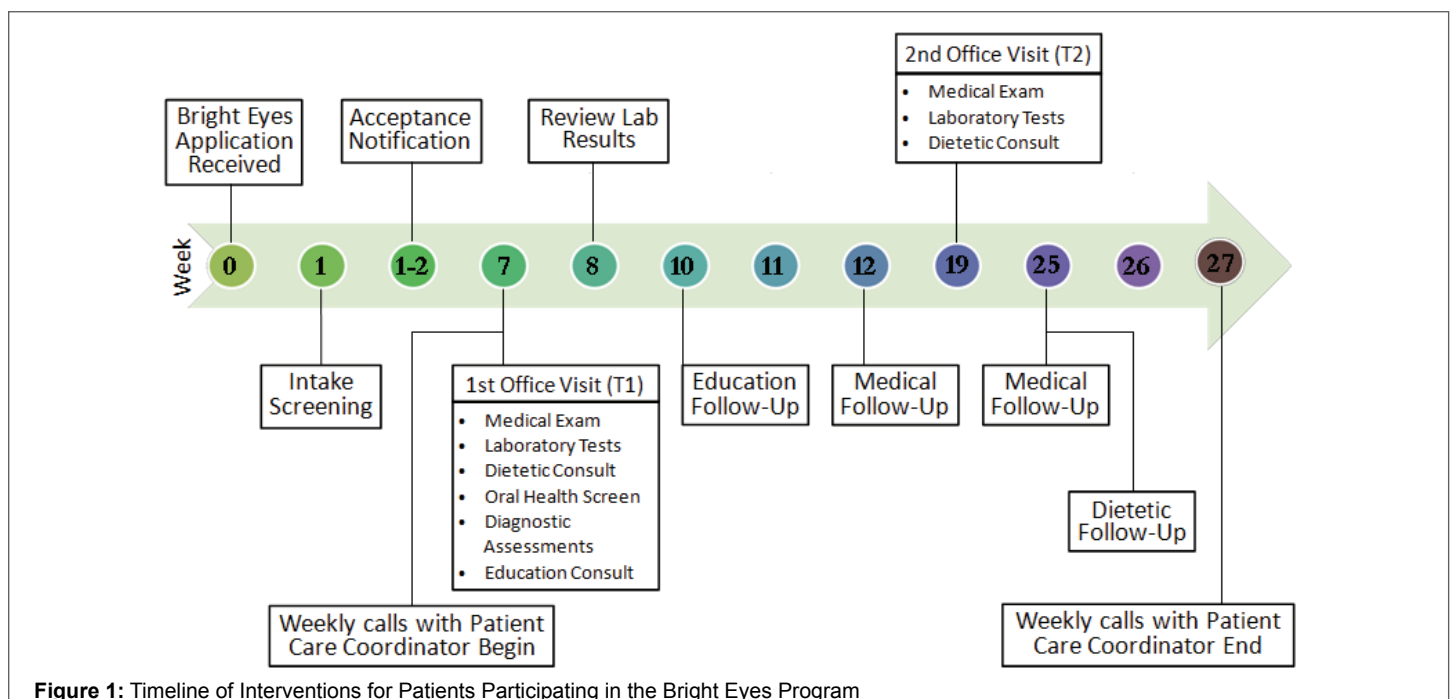 2nd Office Visit (T2)
• Medical Exam
• Laboratory Tests
• Dietetic Consult
Bright Eyes
Application
Received
Acceptance
Notification
Review Lab
Results
Week
0
1
1-2
7
8
10
11
12
19
25
26
27
Intake
Screening
1st Office Visit (T1)
• Medical Exam
• Laboratory Tests
• Dietetic Consult
• Oral Health Screen
• Diagnostic
Assessments
• Education Consult
Education
Follow-Up
Medical
Follow-Up
Medical
Follow-Up
Dietetic
Follow-Up
Weekly calls with Patient
Care Coordinator Begin
Weekly calls with Patient
Care Coordinator End
Figure 1: Timeline of Interventions for Patients Participating in the Bright Eyes Program